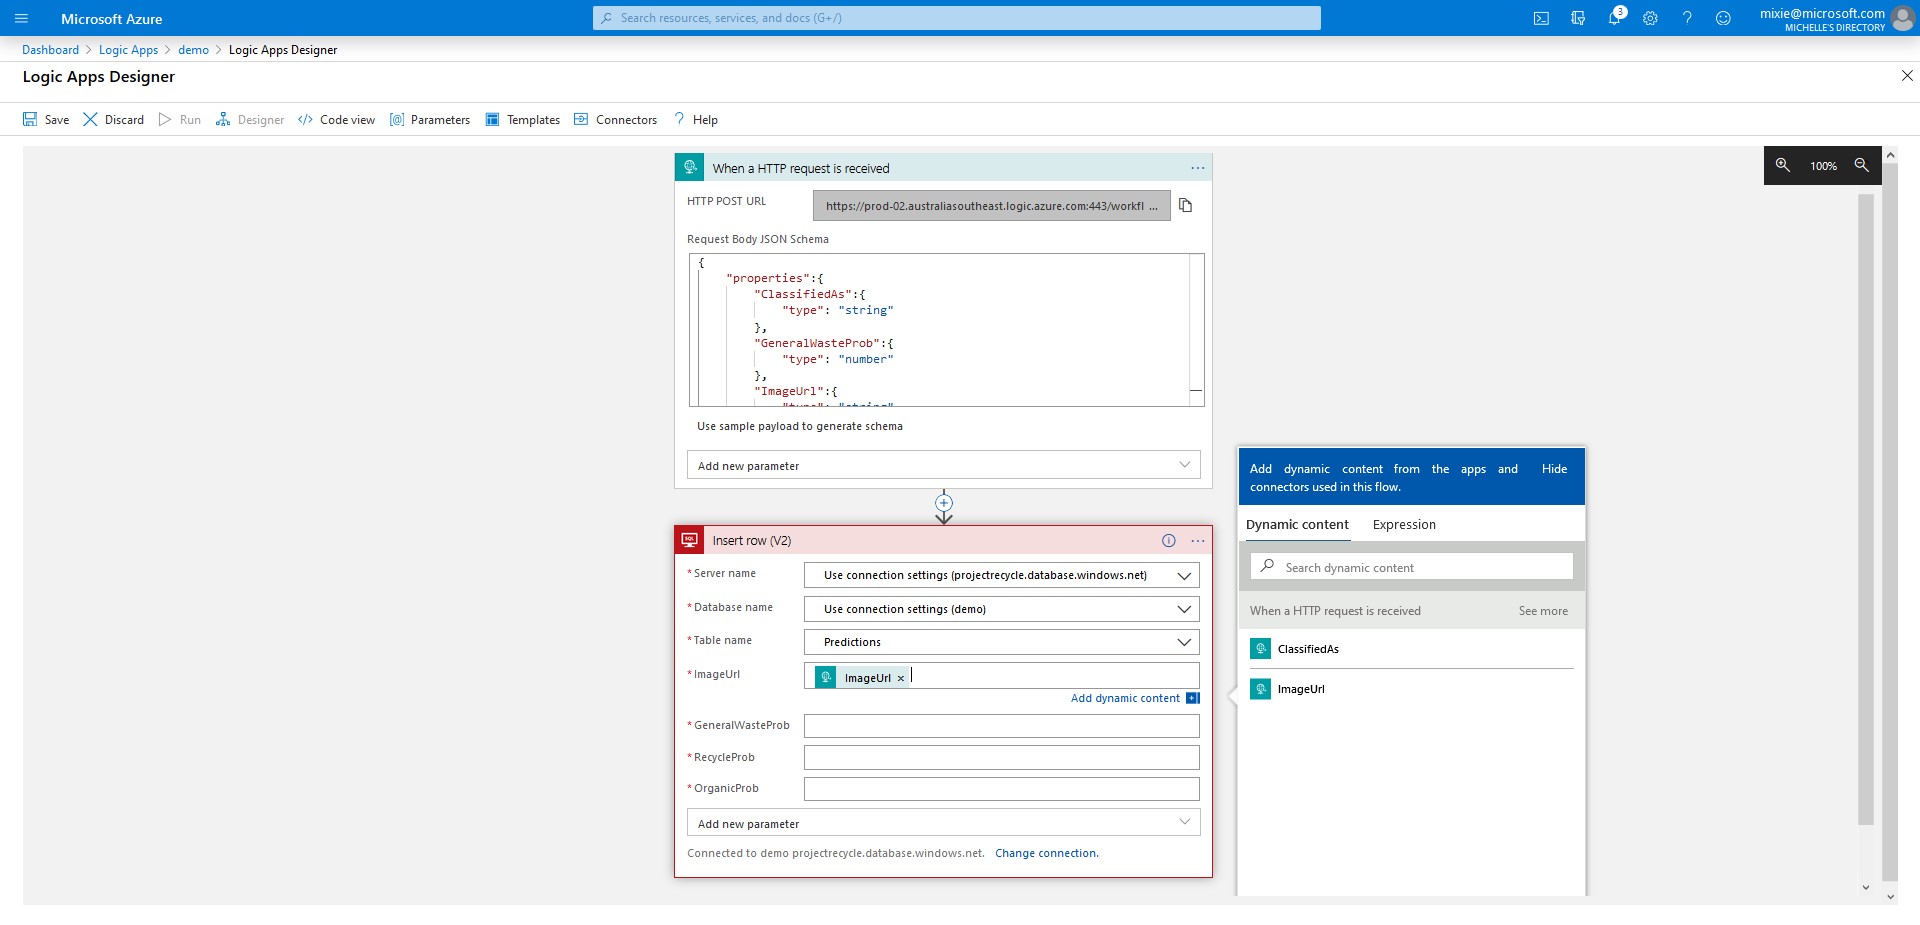 Microsoft Azure
Search resources, services, and docs (G+/)
3
mixie@microsoft.com
MICHELLE'S DIRECTORY
Dashboard > Logic Apps > demo > Logic Apps Designer
Logic Apps Designer
Save Discard Run Designer Code view Parameters Templates Connectors Help
100%
When a HTTP request is received
HTTP POST URL
https://prod-02.australiasoutheast.logic.azure.com:443/workfl ...
Request Body JSON Schema
{
"properties":{
"ClassifiedAs":{
"type": "string"
},
"GeneralWasteProb":{
"type": "number"
},
"ImageUrl":{
"type": "string"
Use sample payload to generate schema
Add new parameter
Insert row (V2)
* Server name Use connection settings (projectrecycle.database.windows.net)
* Database name Use connection settings (demo)
* Table name Predictions
* ImageUrl ImageUrl ×
Add dynamic content
* GeneralWasteProb
* RecycleProb
* OrganicProb
Add new parameter
Connected to demo projectrecycle.database.windows.net. Change connection.
Add dynamic content from the apps and Hide
connectors used in this flow.
Dynamic content Expression
Search dynamic content
When a HTTP request is received See more
ClassifiedAs
ImageUrl